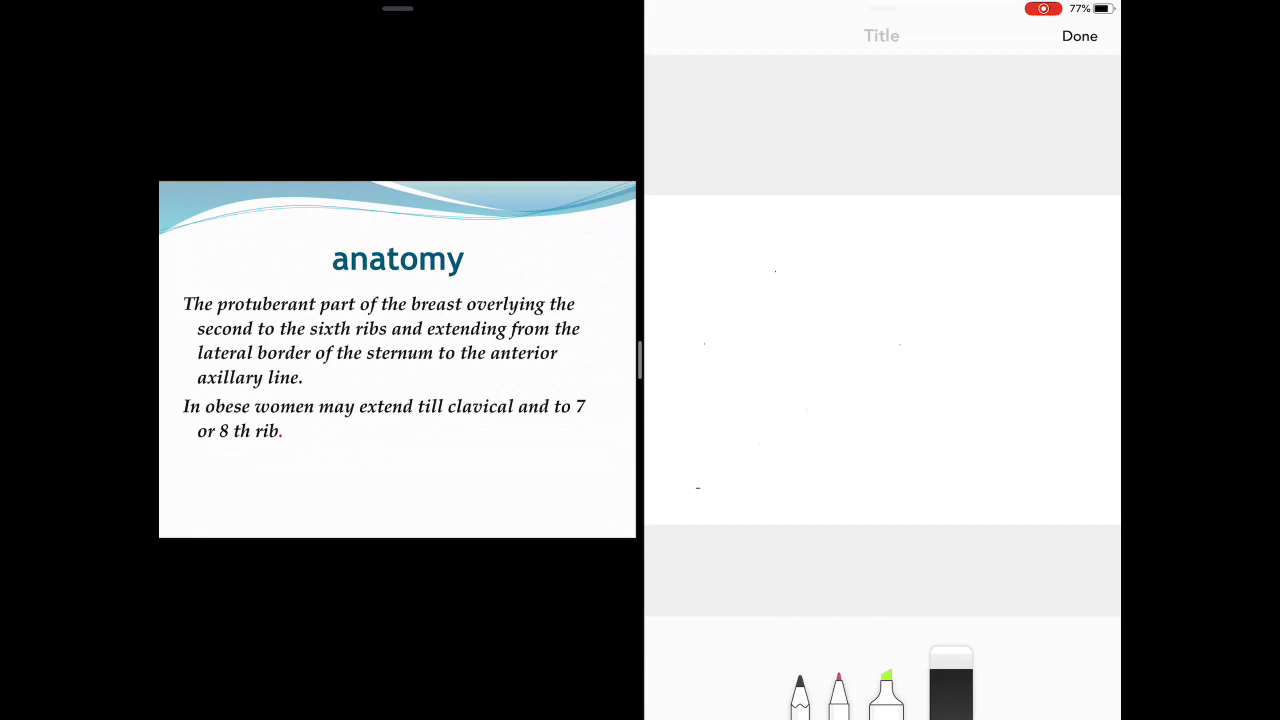 77%
Title
Done
anatomy
The protuberant part of the breast overlying the
second to the sixth ribs and extending from the
lateral border of the sternum to the anterior
axillary line.
In obese women may extend till clavical and to 7
or 8 th rib.